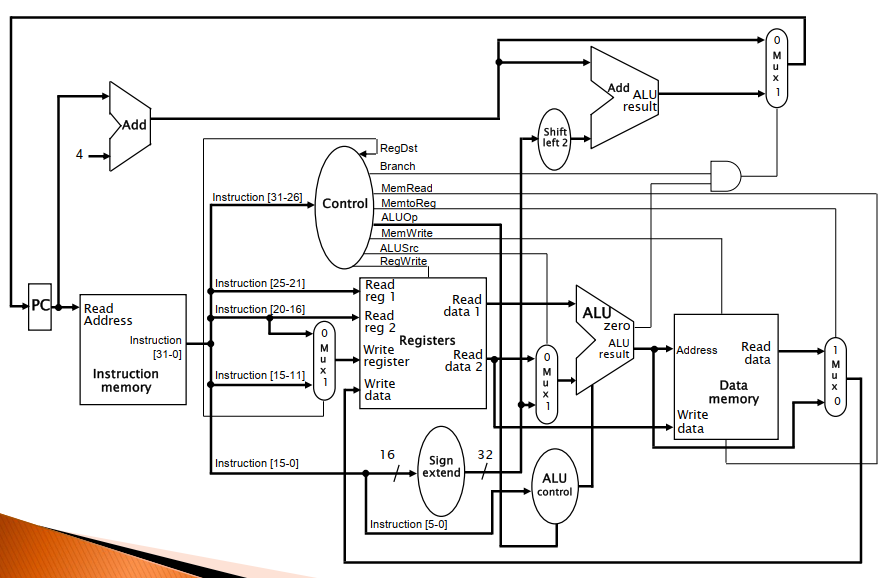 0
M
u
x
1
Add
ALU
result
Add
4
Shift
left 2
RegDst
Branch
MemRead
MemtoReg
ALUOp
MemWrite
ALUSrc
RegWrite
Control
Instruction [31-26]
Instruction [25-21]
Instruction [20-16]
Instruction [15-11]
Instruction [15-0]
Instruction [5-0]
PC
Read
Address
Instruction
[31-0]
Instruction
memory
0
M
u
x
1
Read
reg 1
Read
reg 2
Write
register
Write
data
Registers
Read
data 1
Read
data 2
0
M
u
x
1
ALU
zero
ALU
result
Address
Read
data
Data
memory
Write
data
1
M
u
x
0
16
Sign
extend
32
ALU
control